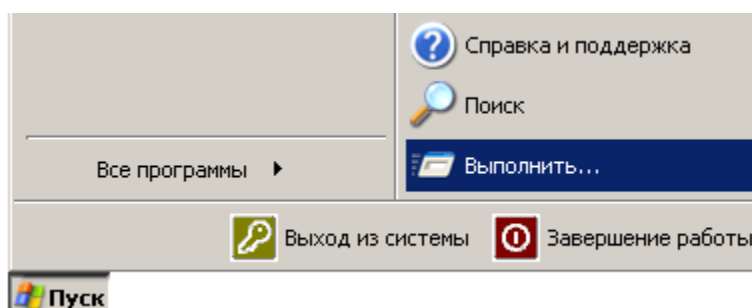 Справка и поддержка
Поиск
Все программы
Выполнить...
Выход из системы
Завершение работы
Пуск